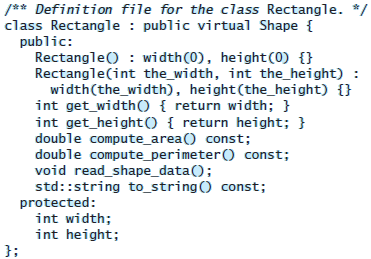 /** Definition file for the class Rectangle. */
class Rectangle : public virtual Shape {
  public:
    Rectangle() : width(0), height(0) {}
    Rectangle(int the_width, int the_height) :
      width(the_width), height(the_height) {}
    int get_width() { return width; }
    int get_height() { return height; }
    double compute_area() const;
    double compute_perimeter() const;
    void read_shape_data();
    std::string to_string() const;
  protected:
    int width;
    int height;
};